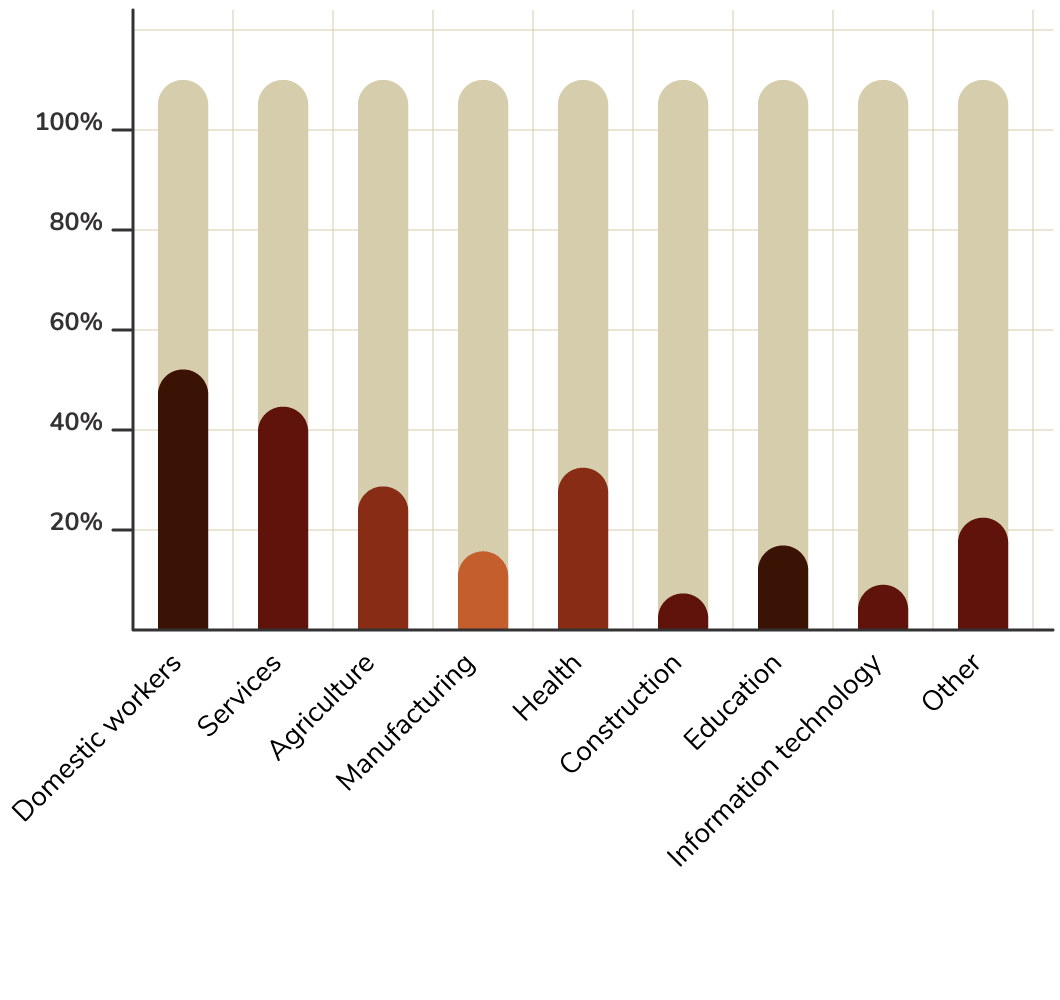 100%
80%
60%
40%
20%
Domestic workers
Services
Agriculture
Manufacturing
Health
Construction
Education
Information technology
Other